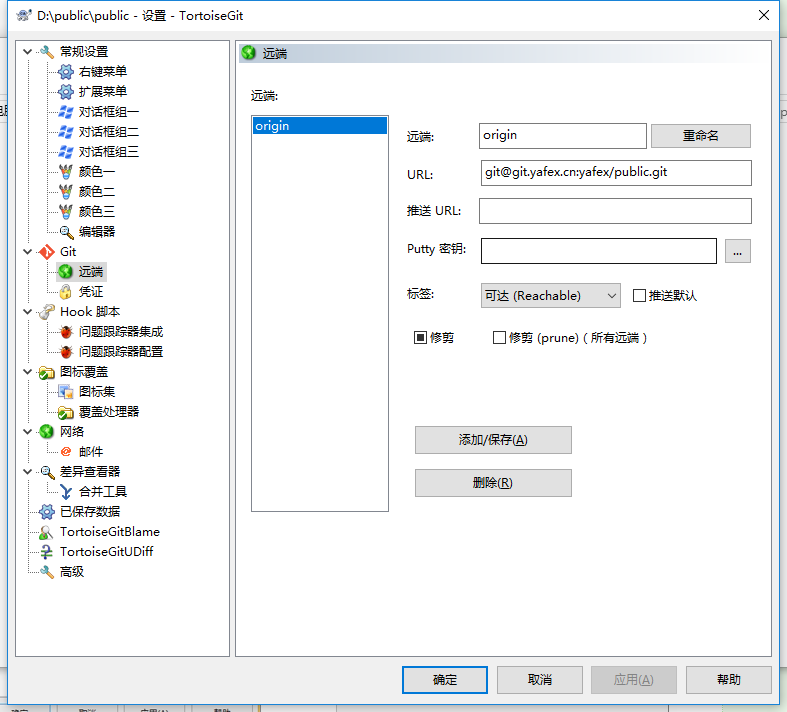 D:\public\public - 设置 - TortoiseGit
常规设置
右键菜单
扩展菜单
对话框组一
对话框组二
对话框组三
颜色一
颜色二
颜色三
编辑器
Git
远端
凭证
Hook 脚本
问题跟踪器集成
问题跟踪器配置
图标覆盖
图标集
覆盖处理器
网络
邮件
差异查看器
合并工具
已保存数据
TortoiseGitBlame
TortoiseGitUDiff
高级
远端
远端:
origin
远端: origin 重命名
URL: git@git.yafex.cn:yafex/public.git
推送 URL:
Putty 密钥: ...
标签: 可达 (Reachable) 推送默认
修剪 修剪 (prune) ( 所有远端 )
添加/保存(A)
删除(R)
确定 取消 应用(A) 帮助